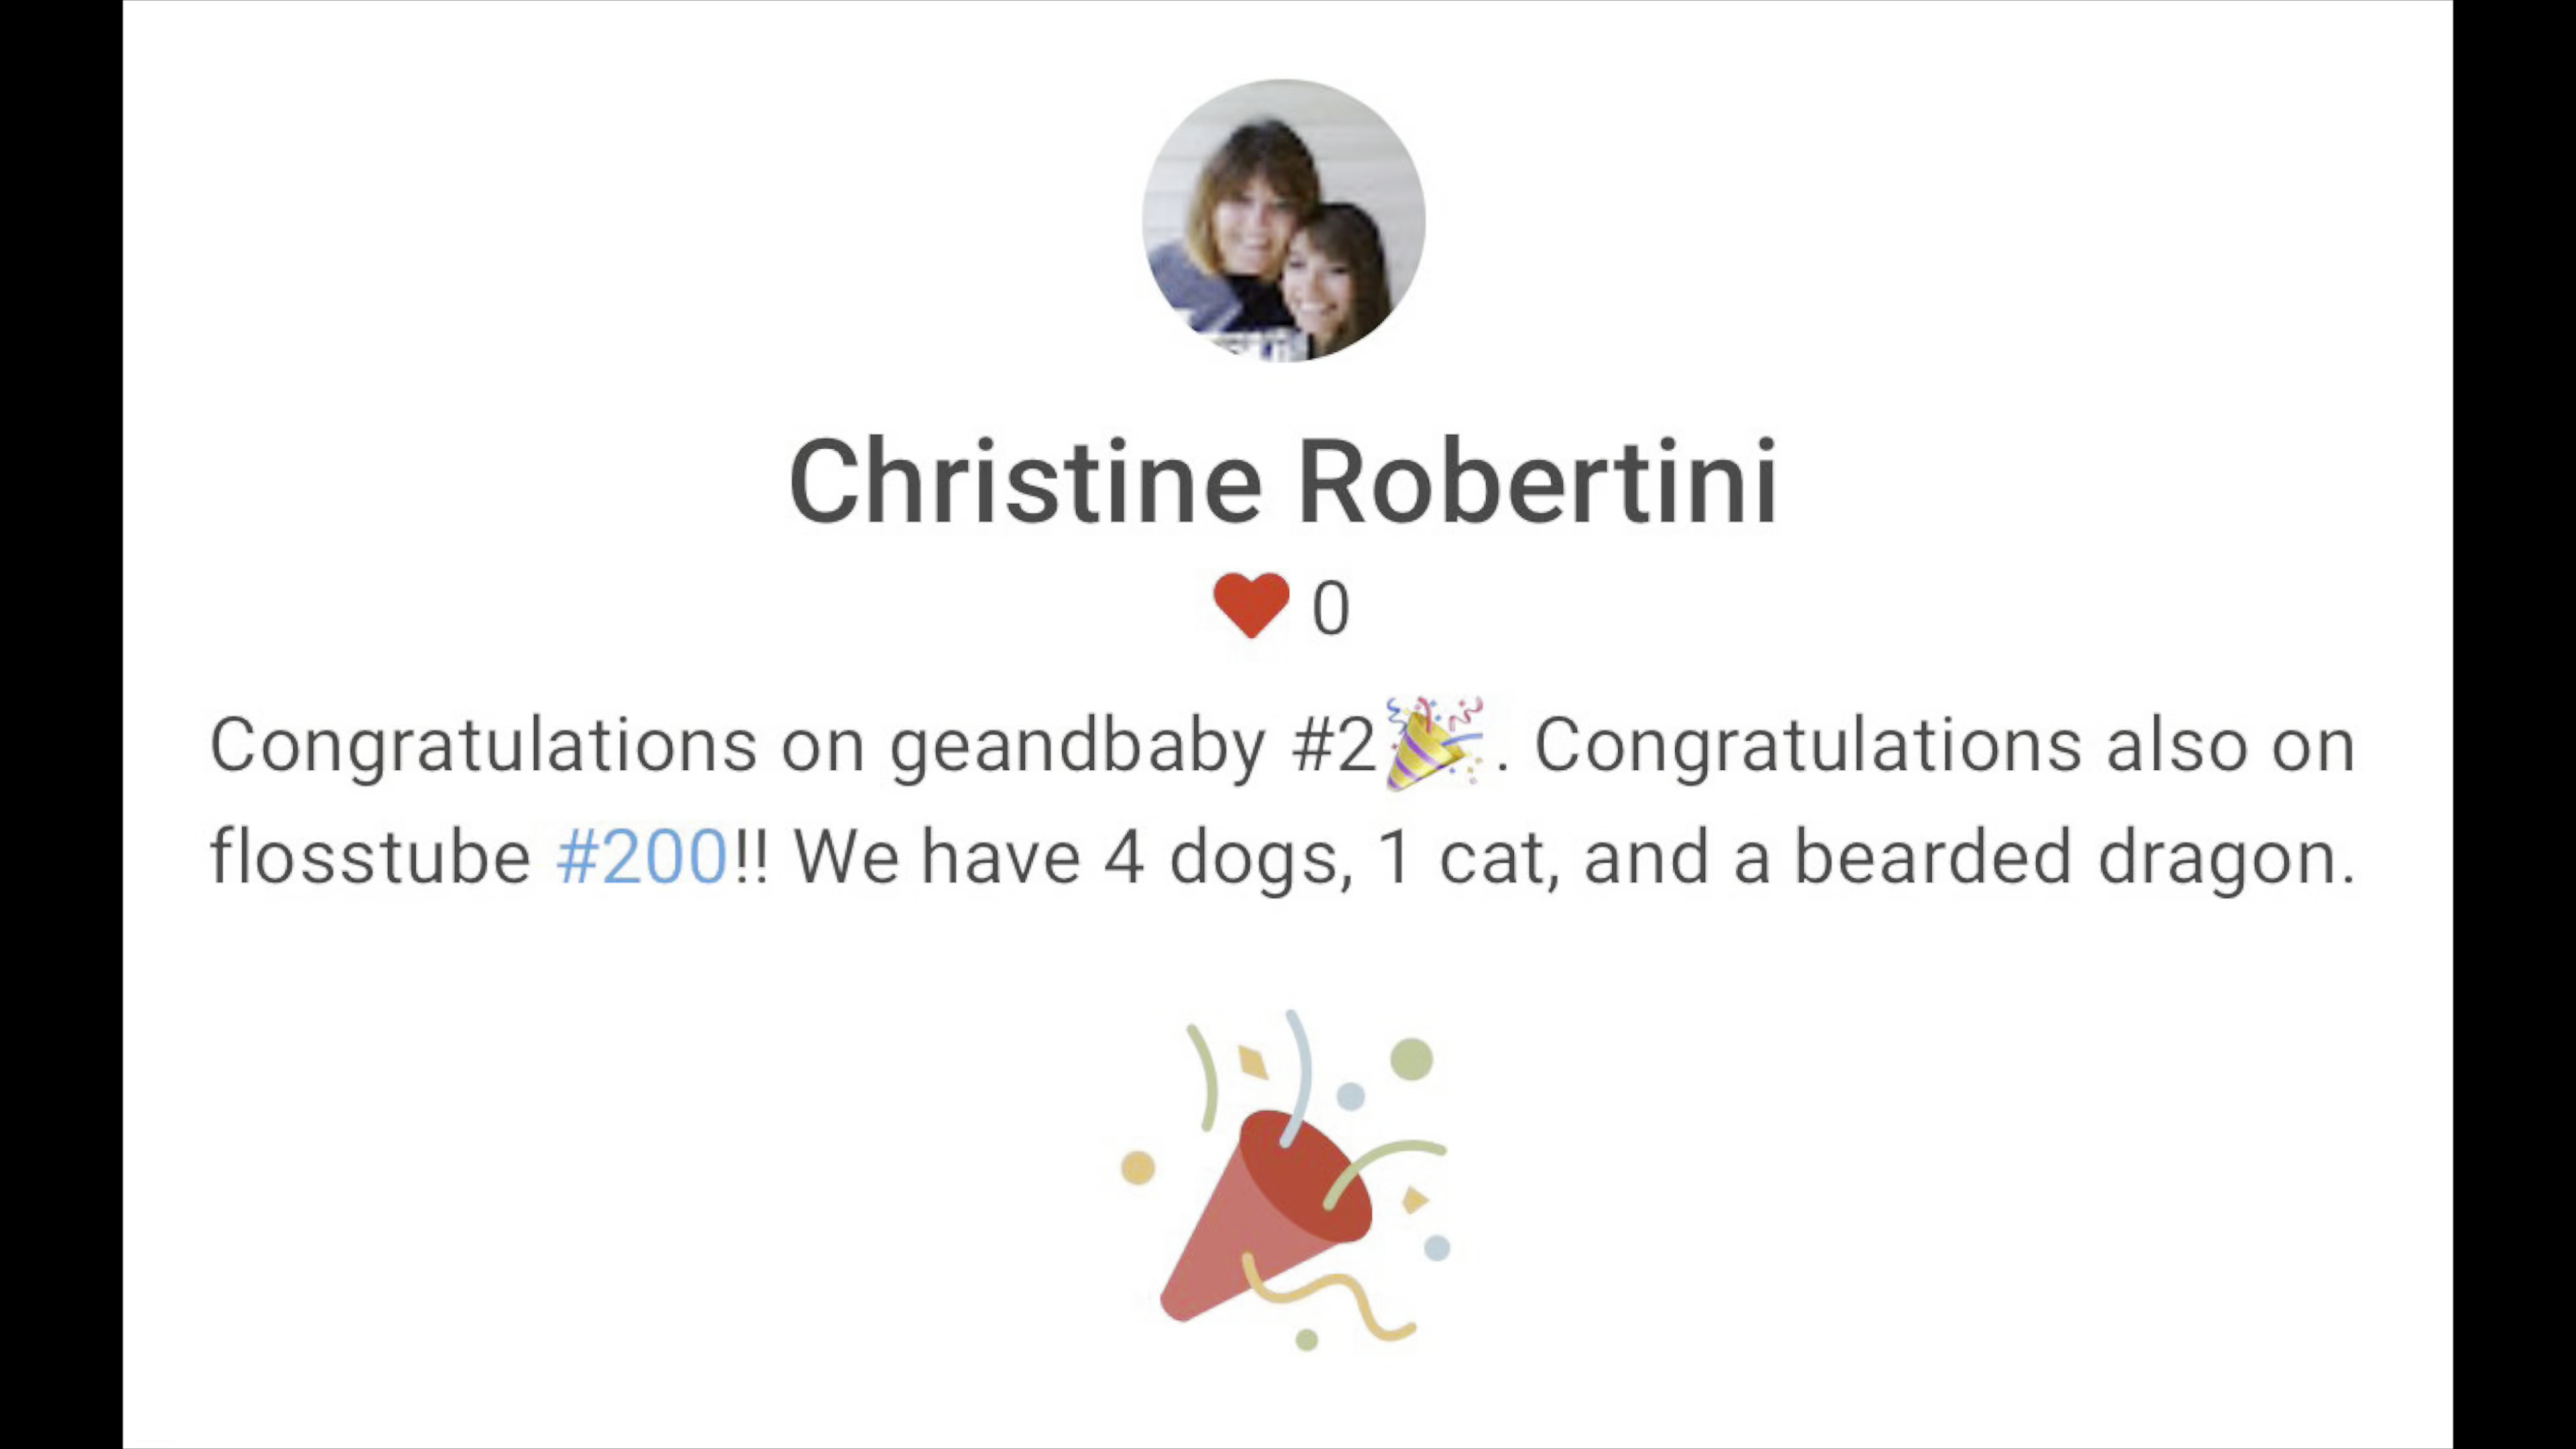 Christine Robertini
❤ 0
Congratulations on geandbaby #2🎉. Congratulations also on
flosstube #200!! We have 4 dogs, 1 cat, and a bearded dragon.